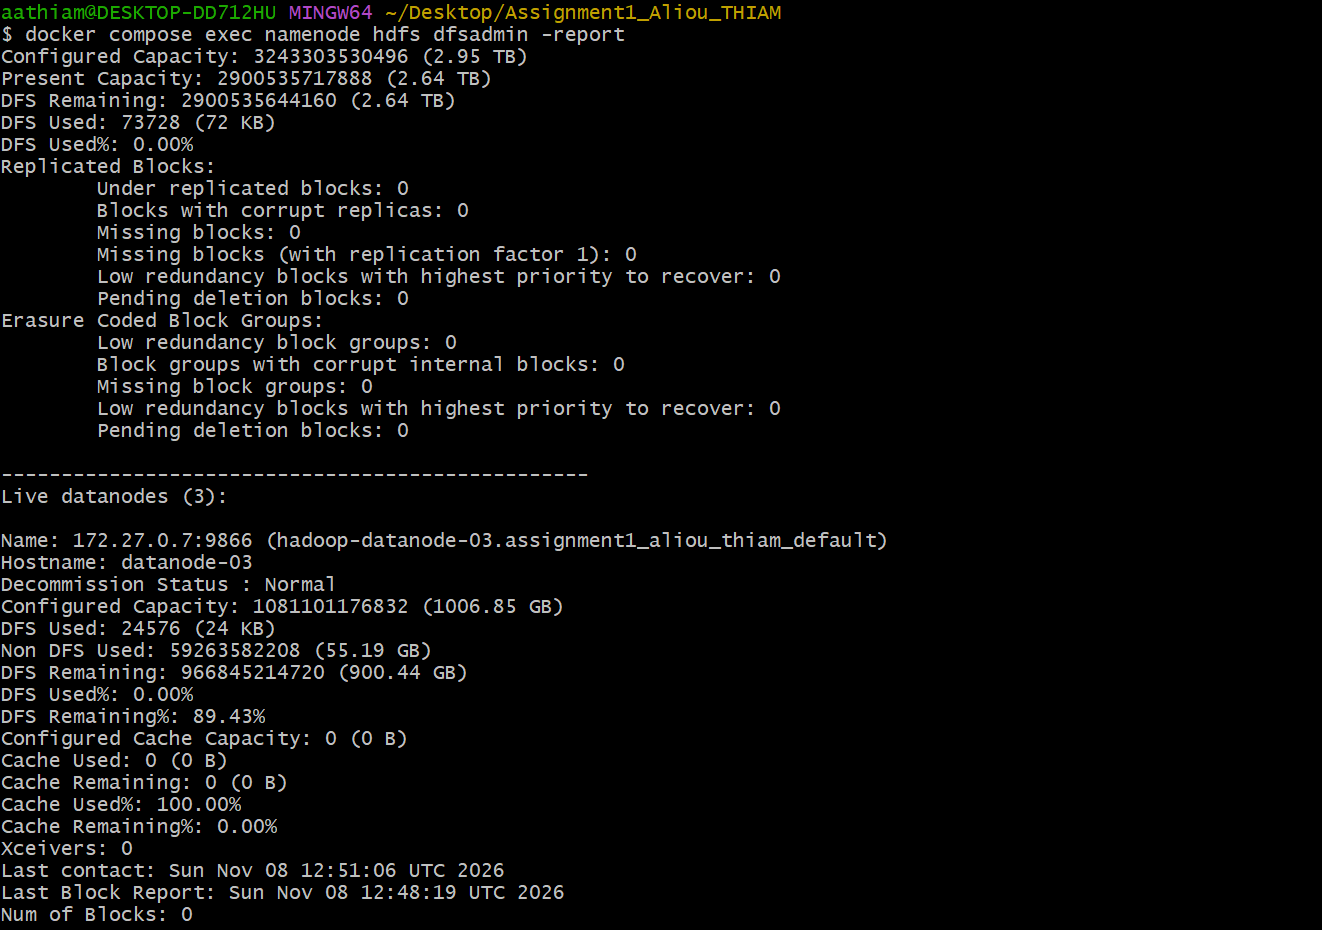 aathiam@DESKTOP-DD712HU MINGW64 ~/Desktop/Assignment1_Aliou_THIAM
$ docker compose exec namenode hdfs dfsadmin -report
Configured Capacity: 3243303530496 (2.95 TB)
Present Capacity: 2900535717888 (2.64 TB)
DFS Remaining: 2900535644160 (2.64 TB)
DFS Used: 73728 (72 KB)
DFS Used%: 0.00%
Replicated Blocks:
        Under replicated blocks: 0
        Blocks with corrupt replicas: 0
        Missing blocks: 0
        Missing blocks (with replication factor 1): 0
        Low redundancy blocks with highest priority to recover: 0
        Pending deletion blocks: 0
Erasure Coded Block Groups:
        Low redundancy block groups: 0
        Block groups with corrupt internal blocks: 0
        Missing block groups: 0
        Low redundancy blocks with highest priority to recover: 0
        Pending deletion blocks: 0
-------------------------------------------------
Live datanodes (3):
Name: 172.27.0.7:9866 (hadoop-datanode-03.assignment1_aliou_thiam_default)
Hostname: datanode-03
Decommission Status : Normal
Configured Capacity: 1081101176832 (1006.85 GB)
DFS Used: 24576 (24 KB)
Non DFS Used: 59263582208 (55.19 GB)
DFS Remaining: 966845214720 (900.44 GB)
DFS Used%: 0.00%
DFS Remaining%: 89.43%
Configured Cache Capacity: 0 (0 B)
Cache Used: 0 (0 B)
Cache Remaining: 0 (0 B)
Cache Used%: 100.00%
Cache Remaining%: 0.00%
Xceivers: 0
Last contact: Sun Nov 08 12:51:06 UTC 2026
Last Block Report: Sun Nov 08 12:48:19 UTC 2026
Num of Blocks: 0